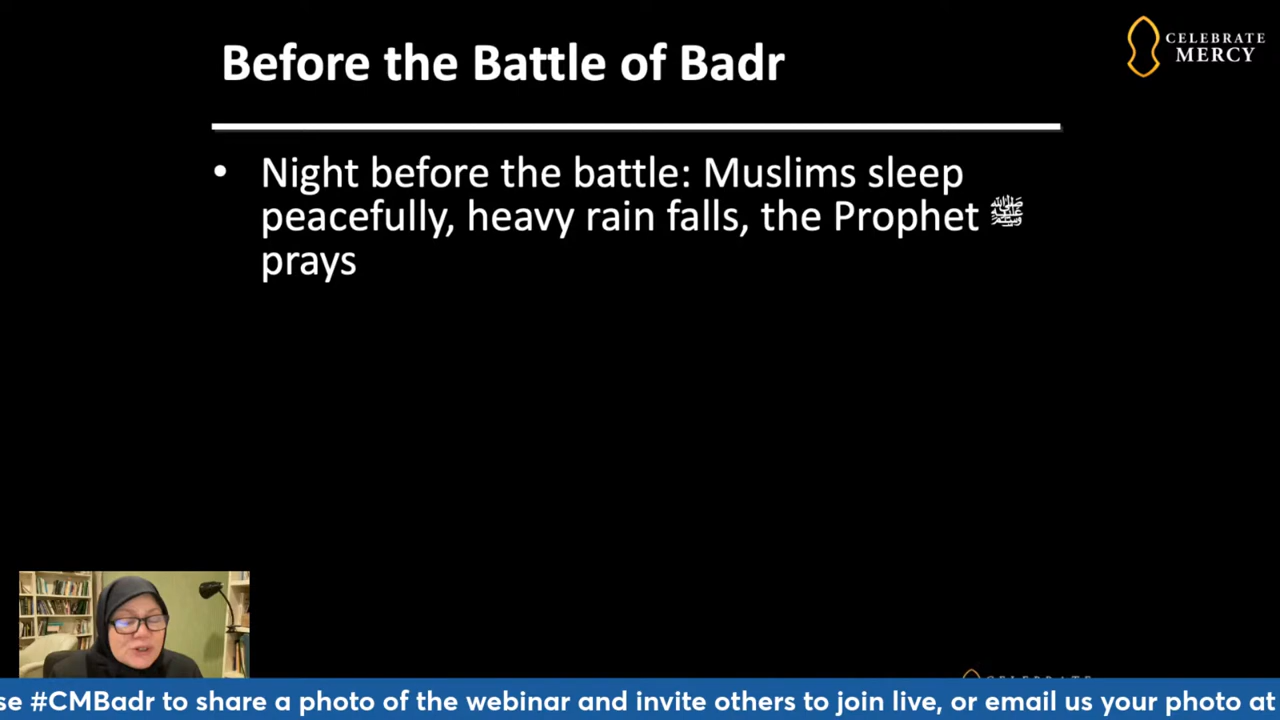 Before the Battle of Badr
CELEBRATE
MERCY
• Night before the battle: Muslims sleep
peacefully, heavy rain falls, the Prophet ﷺ
prays
CELEBRATE
se #CMBadr to share a photo of the webinar and invite others to join live, or email us your photo at